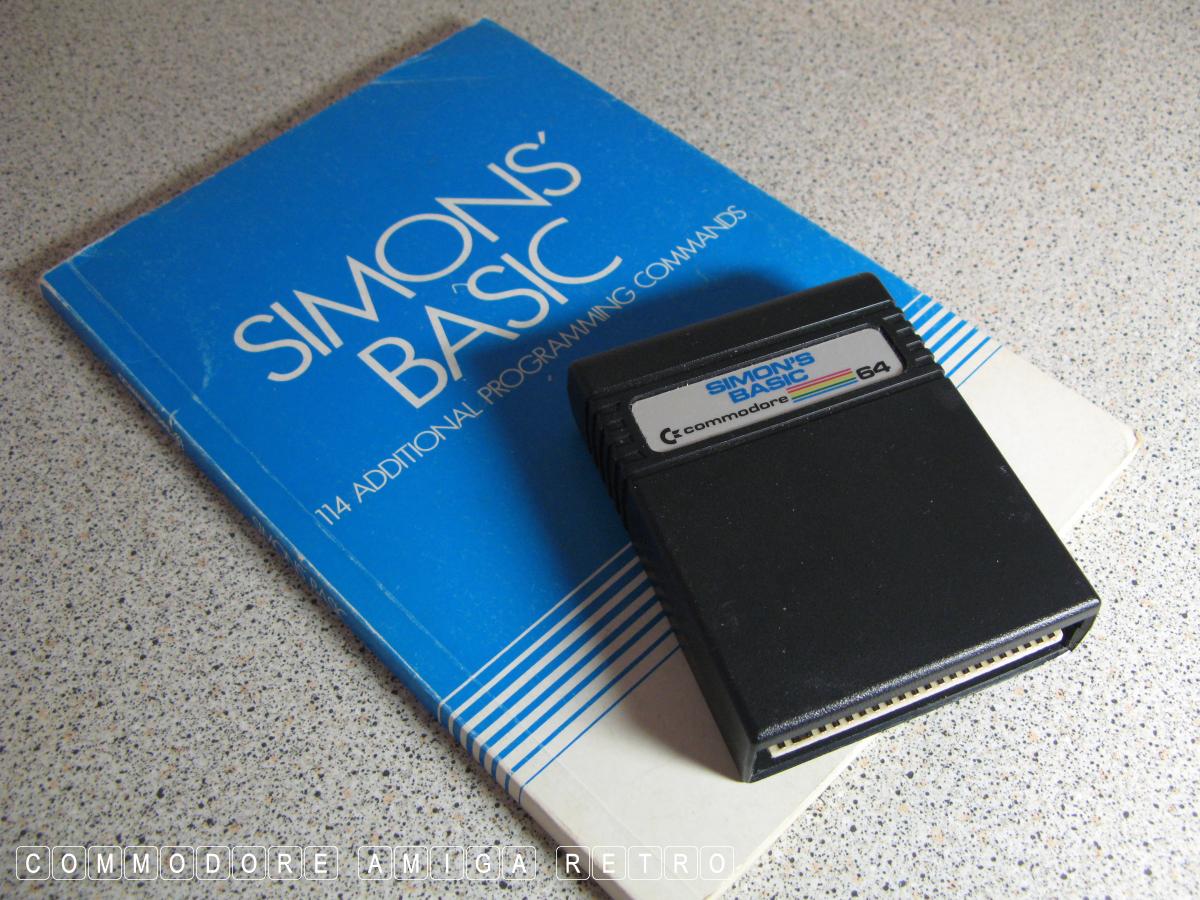 SIMONS'
BASIC
114 ADDITIONAL PROGRAMMING COMMANDS
SIMON'S
BASIC
commodore 64
COMMODORE AMIGA RETRO